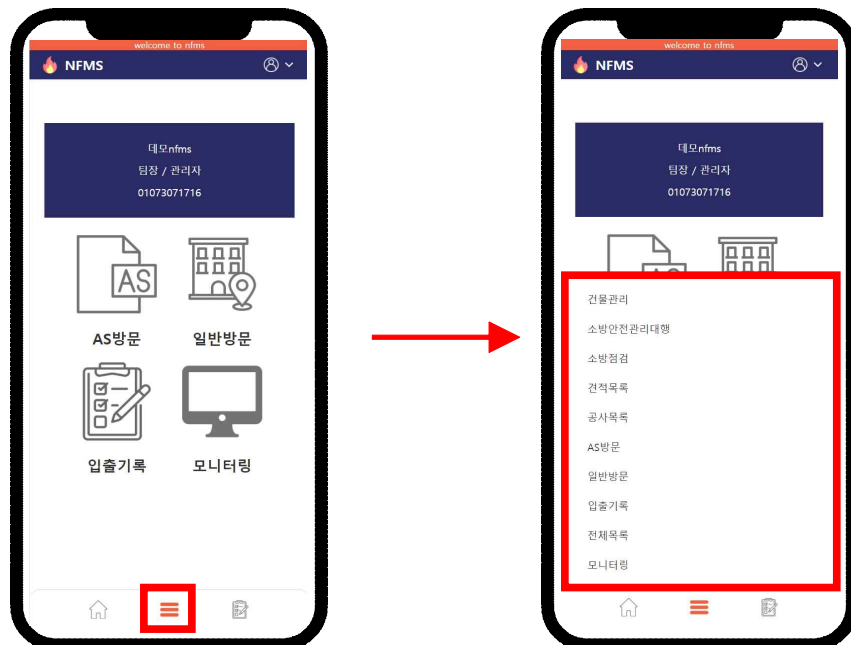 welcome to nfms
NFMS
데모nfms
팀장 / 관리자
01073071716
AS
AS방문
일반방문
입출기록
모니터링
welcome to nfms
NFMS
데모nfms
팀장 / 관리자
01073071716
건물관리
소방안전관리대행
소방점검
견적목록
공사목록
AS방문
일반방문
입출기록
전체목록
모니터링